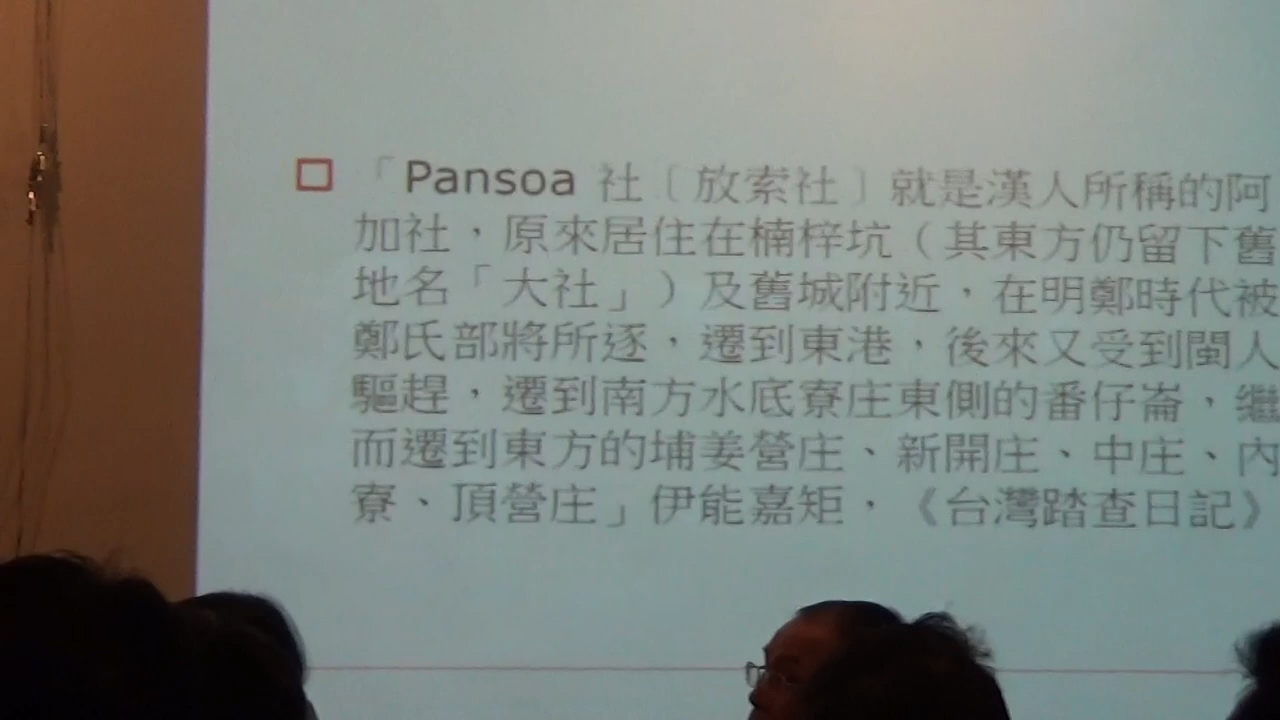 「Pansoa 社〔放索社〕就是漢人所稱的阿
加社，原來居住在楠梓坑（其東方仍留下舊
地名「大社」）及舊城附近，在明鄭時代被
鄭氏部將所逐，遷到東港，後來又受到閩人
驅趕，遷到南方水底寮庄東側的番仔崙，繼
而遷到東方的埔姜營庄、新開庄、中庄、內
寮、頂營庄」伊能嘉矩，《台灣踏查日記》